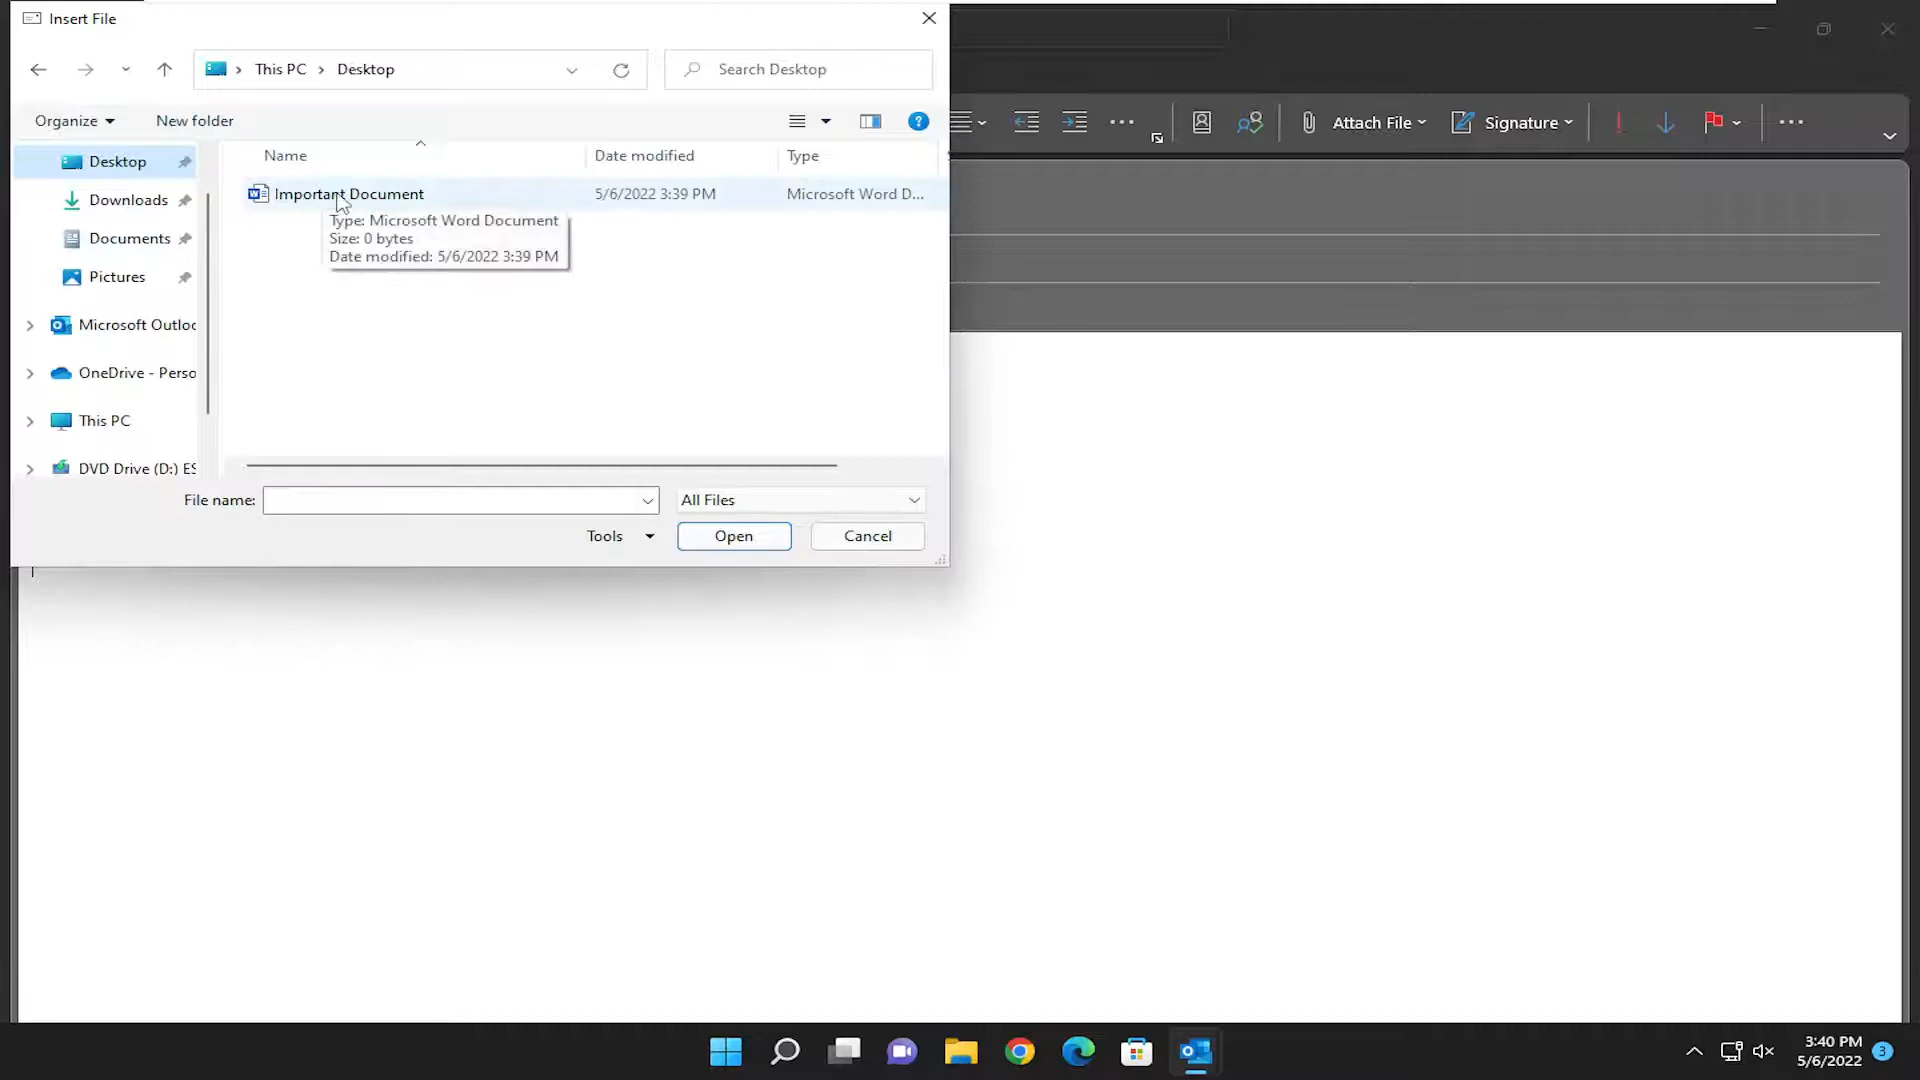 Insert File
This PC > Desktop
Search Desktop
Organize
New folder
?
Attach File
Signature
Name
Date modified
Type
Desktop
Important Document
5/6/2022 3:39 PM
Microsoft Word D...
Type: Microsoft Word Document
Size: 0 bytes
Date modified: 5/6/2022 3:39 PM
Downloads
Documents
Pictures
Microsoft Outloo
OneDrive - Perso
This PC
DVD Drive (D:) ES
File name:
All Files
Tools
Open
Cancel
3:40 PM
5/6/2022
3